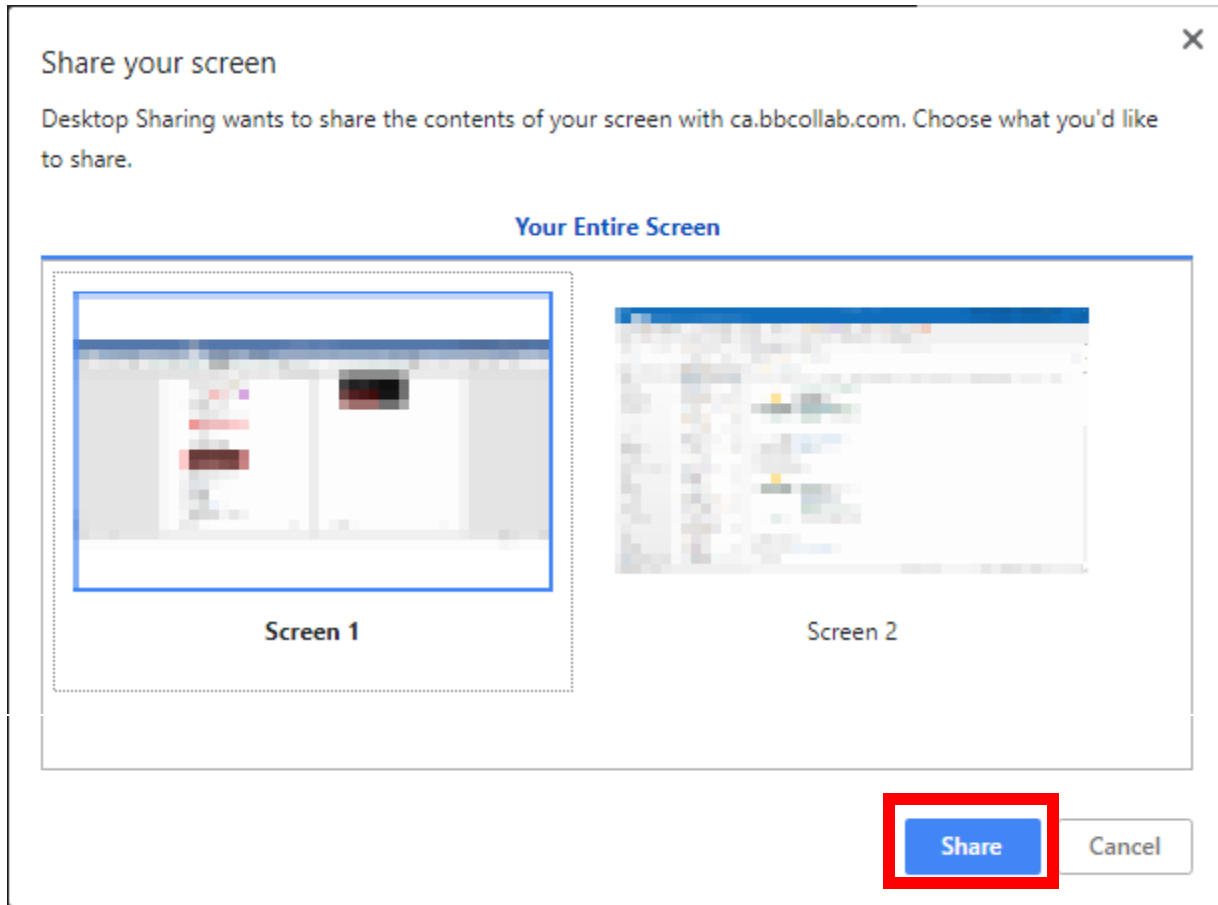 Share your screen
Desktop Sharing wants to share the contents of your screen with ca.bbcollab.com. Choose what you'd like
to share.
Your Entire Screen
Screen 1
Screen 2
Share
Cancel